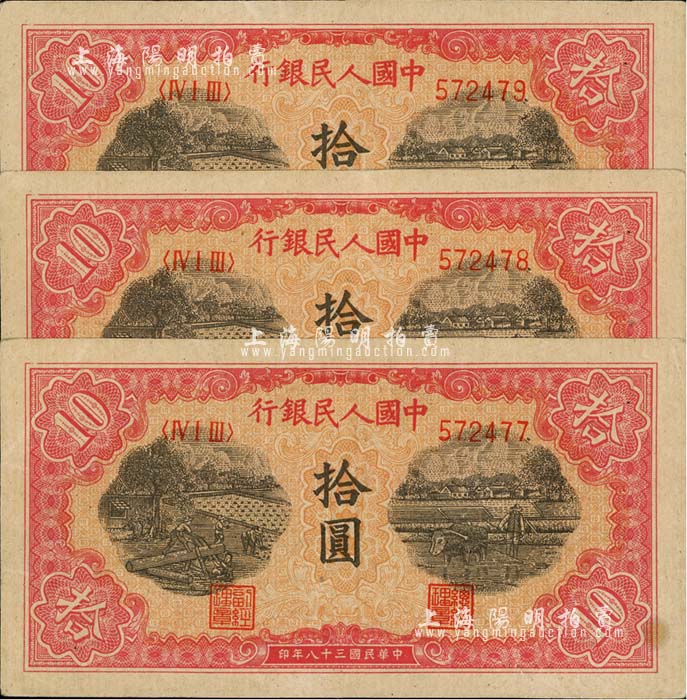 上海陽明拍賣
www.yangmingauction.com
10
中國人民銀行
拾
〈IV I III〉
572479
拾
10
中國人民銀行
拾
〈IV I III〉
572478
拾
上海陽明拍賣
www.yangmingauction.com
10
中國人民銀行
拾
〈IV I III〉
572477
拾圓
拾
10
上海陽明拍賣
www.yangmingauction.com
中華民國三十八年印